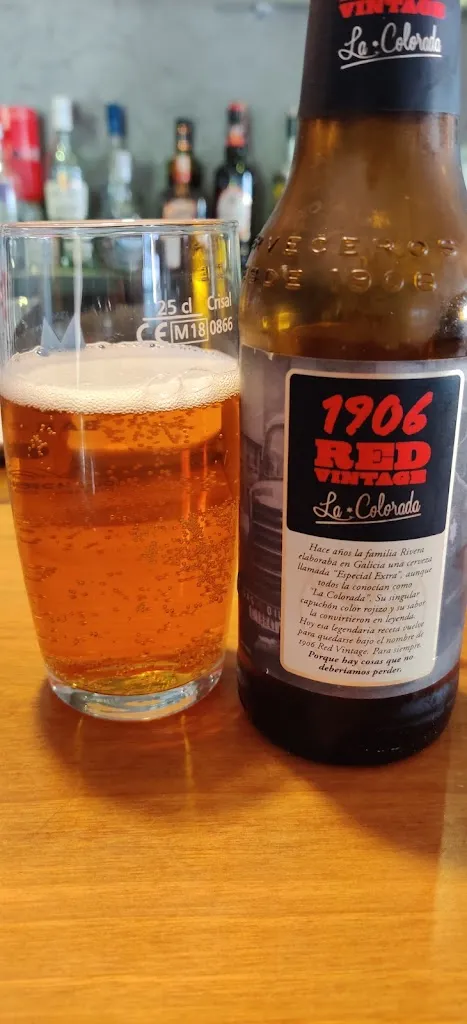 VINTAGE
La Colorada
CERVECEROS
DESDE 1906
25 cl Crisal
CE M18 0866
1906
RED
VINTAGE
La Colorada
Hace años la familia Rivera
elaboraba en Galicia una cerveza
llamada "Especial Extra", aunque
todos la conocían como
"La Colorada". Su singular
capuchón color rojizo y su sabor
la convirtieron en leyenda.
Hoy esa legendaria receta vuelve
para quedarse bajo el nombre de
1906 Red Vintage. Para siempre.
Porque hay cosas que no
deberíamos perder.